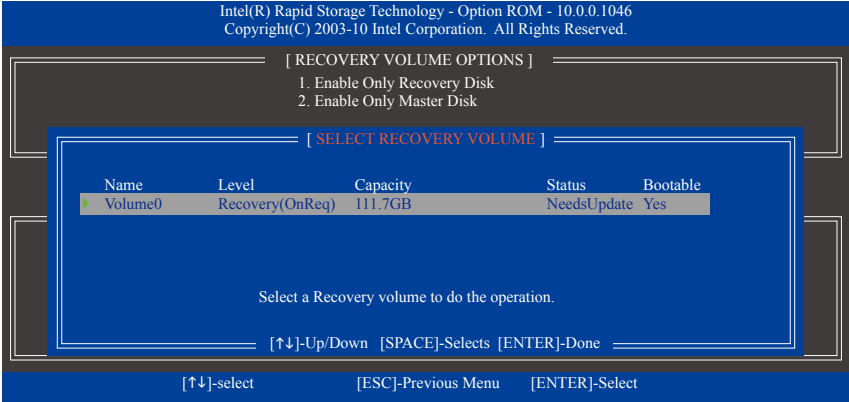 Intel(R) Rapid Storage Technology - Option ROM - 10.0.0.1046
Copyright(C) 2003-10 Intel Corporation.  All Rights Reserved.
[ RECOVERY VOLUME OPTIONS ]
1. Enable Only Recovery Disk
2. Enable Only Master Disk
[ SELECT RECOVERY VOLUME ]
Name Level Capacity Status Bootable
Volume0 Recovery(OnReq) 111.7GB NeedsUpdate Yes
Select a Recovery volume to do the operation.
[↑↓]-Up/Down [SPACE]-Selects [ENTER]-Done
[↑↓]-select [ESC]-Previous Menu [ENTER]-Select